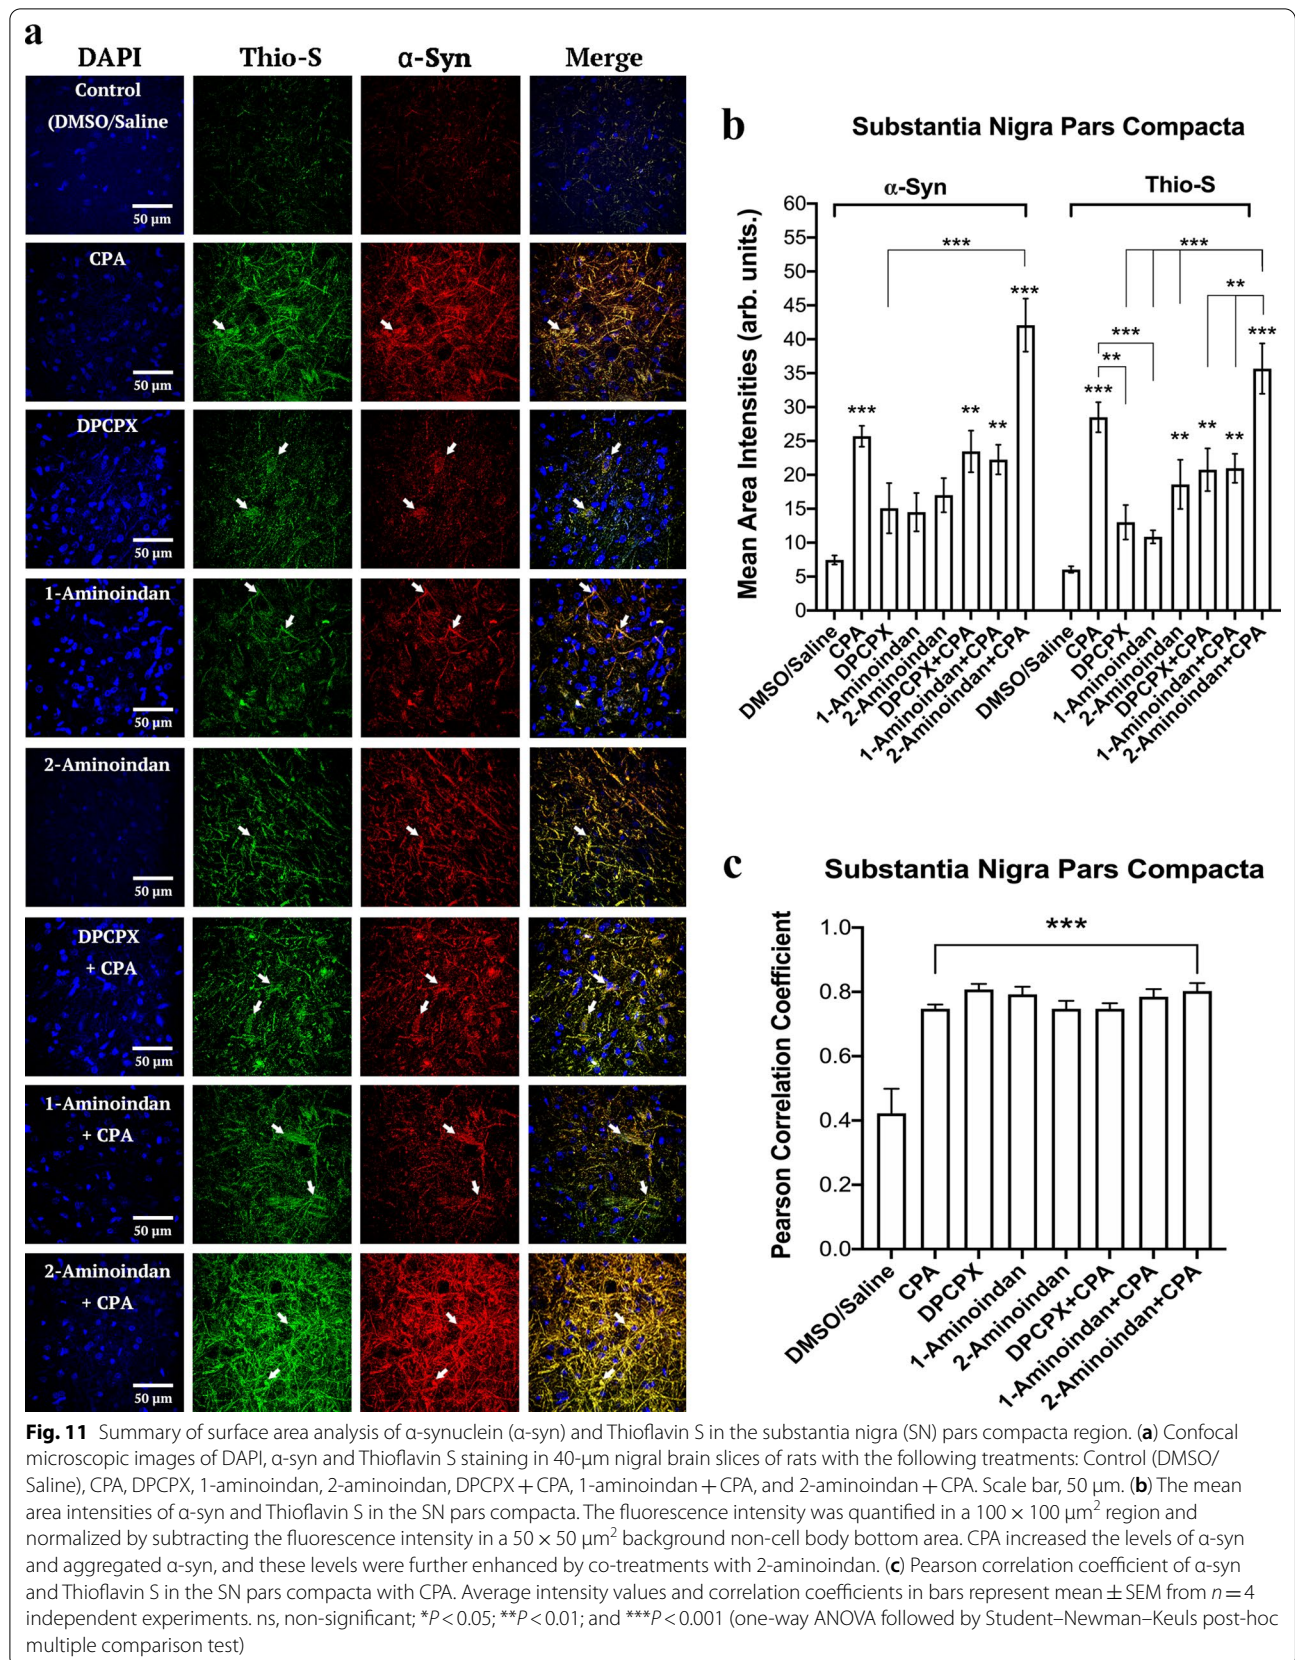 a
DAPI Thio-S α-Syn Merge
Control
(DMSO/Saline
50 µm
CPA
50 µm
DPCPX
50 µm
1-Aminoindan
50 µm
2-Aminoindan
50 µm
DPCPX
+ CPA
50 µm
1-Aminoindan
+ CPA
50 µm
2-Aminoindan
+ CPA
50 µm
b
Substantia Nigra Pars Compacta
α-Syn Thio-S
Mean Area Intensities (arb. units.)
60
55
50
45
40
35
30
25
20
15
10
5
0
*** ** ** *** ***
*** ** ** ** *** ** *** *** ** ***
DMSO/Saline
CPA
DPCPX
1-Aminoindan
2-Aminoindan
DPCPX+CPA
1-Aminoindan+CPA
2-Aminoindan+CPA
DMSO/Saline
CPA
DPCPX
1-Aminoindan
2-Aminoindan
DPCPX+CPA
1-Aminoindan+CPA
2-Aminoindan+CPA
c
Substantia Nigra Pars Compacta
Pearson Correlation Coefficient
1.0
0.8
0.6
0.4
0.2
0.0
***
DMSO/Saline
CPA
DPCPX
1-Aminoindan
2-Aminoindan
DPCPX+CPA
1-Aminoindan+CPA
2-Aminoindan+CPA
Fig. 11 Summary of surface area analysis of α-synuclein (α-syn) and Thioflavin S in the substantia nigra (SN) pars compacta region. (a) Confocal
microscopic images of DAPI, α-syn and Thioflavin S staining in 40-µm nigral brain slices of rats with the following treatments: Control (DMSO/
Saline), CPA, DPCPX, 1-aminoindan, 2-aminoindan, DPCPX + CPA, 1-aminoindan + CPA, and 2-aminoindan + CPA. Scale bar, 50 µm. (b) The mean
area intensities of α-syn and Thioflavin S in the SN pars compacta. The fluorescence intensity was quantified in a 100 × 100 µm² region and
normalized by subtracting the fluorescence intensity in a 50 × 50 µm² background non-cell body bottom area. CPA increased the levels of α-syn
and aggregated α-syn, and these levels were further enhanced by co-treatments with 2-aminoindan. (c) Pearson correlation coefficient of α-syn
and Thioflavin S in the SN pars compacta with CPA. Average intensity values and correlation coefficients in bars represent mean ± SEM from n = 4
independent experiments. ns, non-significant; *P < 0.05; **P < 0.01; and ***P < 0.001 (one-way ANOVA followed by Student–Newman–Keuls post-hoc
multiple comparison test)